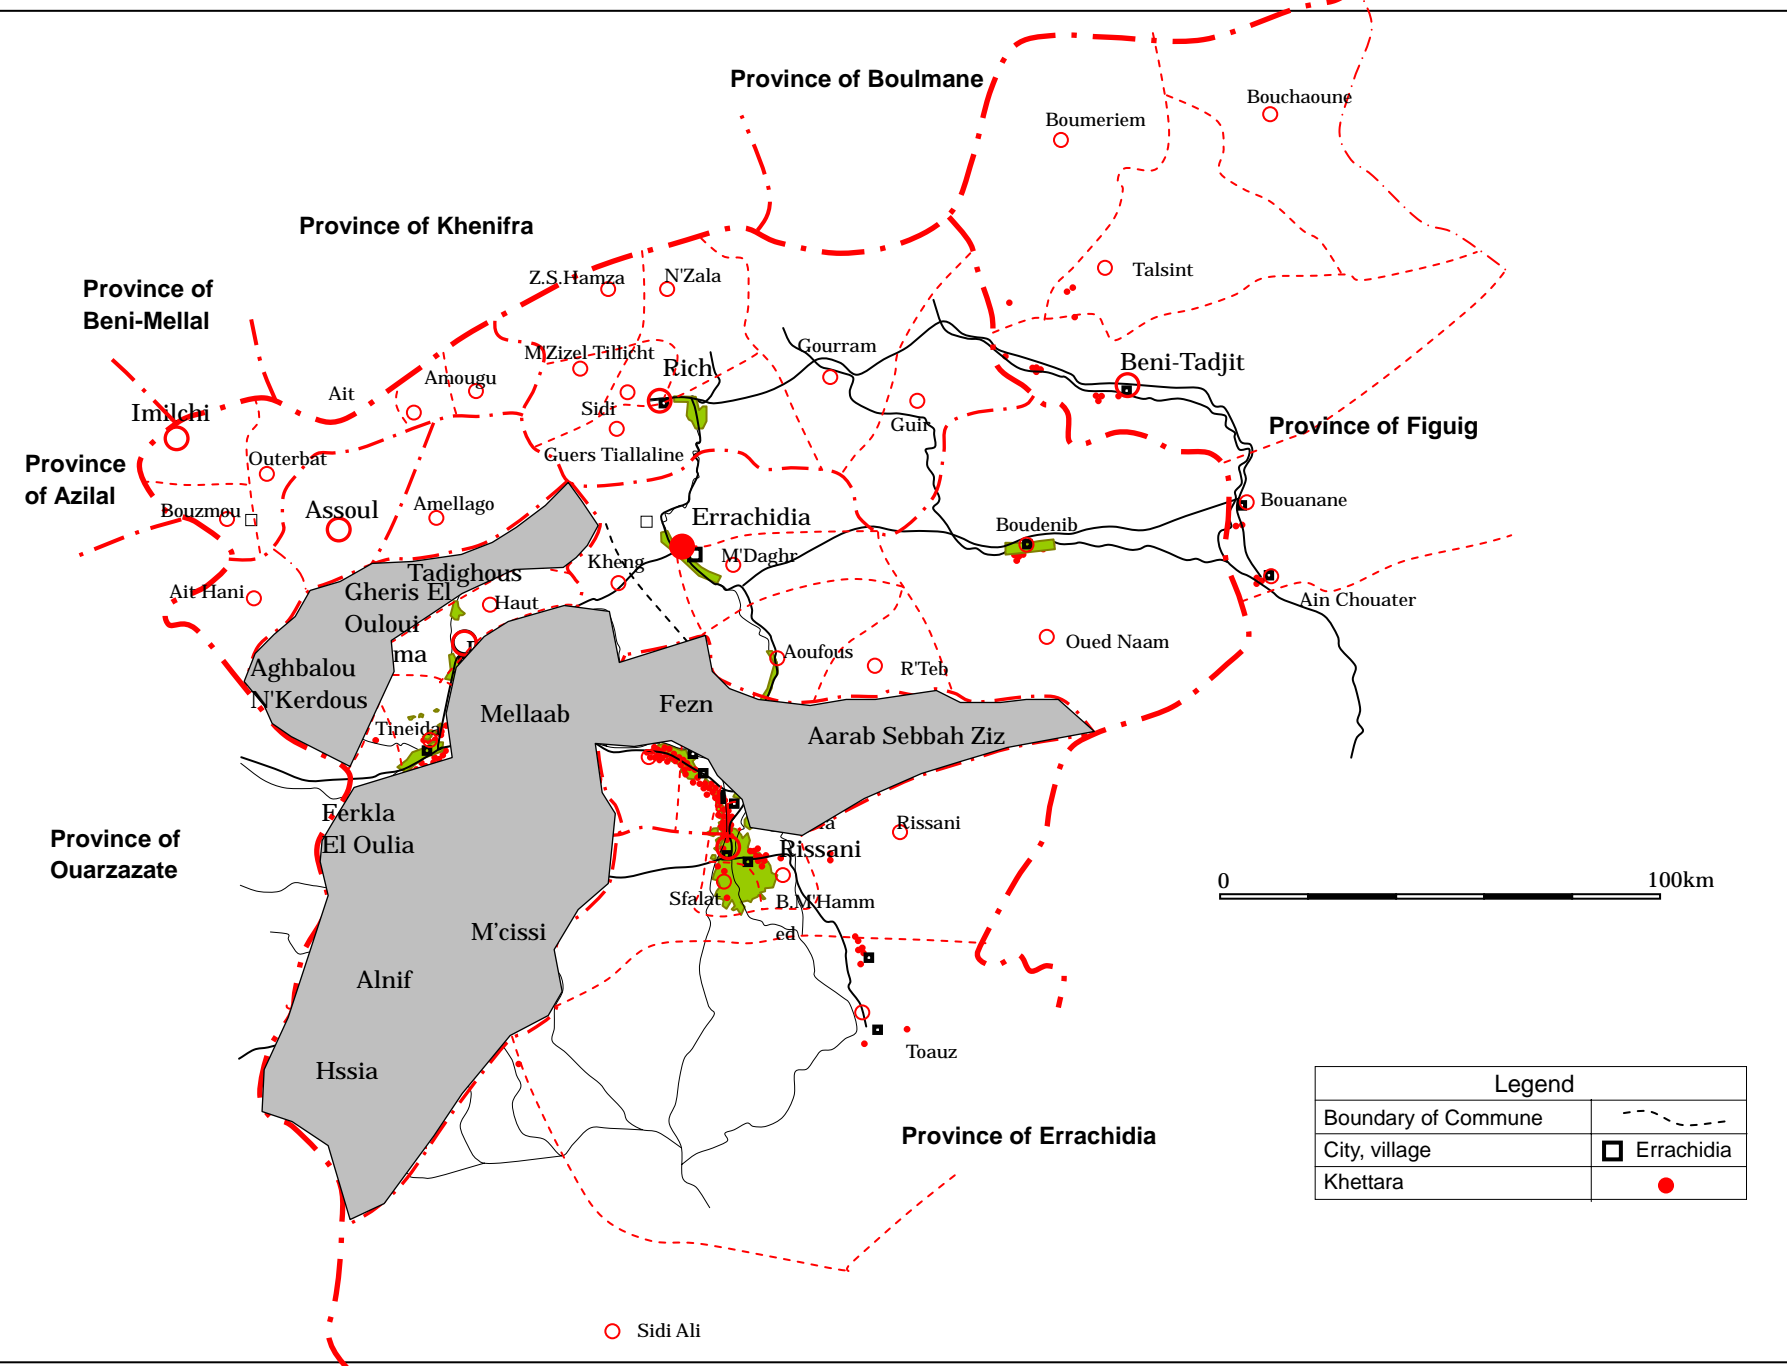 Province of Boulmane
Bouchaoune
Boumeriem
Province of Khenifra
Z.S.Hamza
N'Zala
Talsint
Province of
Beni-Mellal
Gourram
M'Zizel Tillicht
Rich
Beni-Tadjit
Amougu
Ait
Imilchi
Sidi
Guir
Province of Figuig
Guers Tiallaline
Outerbat
Province
of Azilal
Bouzmou
Assoul
Amellago
Errachidia
Boudenib
Bouanane
M'Daghr
Kheng
Tadighous
Gheris El
Ouloui
Ait Hani
Haut
Ain Chouater
ma
Aoufous
R'Teb
Oued Naam
Aghbalou
N'Kerdous
Mellaab
Fezn
Aarab Sebbah Ziz
Tinejda
Ferkla
El Oulia
Province of
Ouarzazate
Rissani
Rissani
0
100km
Sfalat
B.M'Hamm
ed
M'cissi
Alnif
Toauz
Hssia
Legend
Boundary of Commune
City, village
Errachidia
Khettara
Province of Errachidia
Sidi Ali